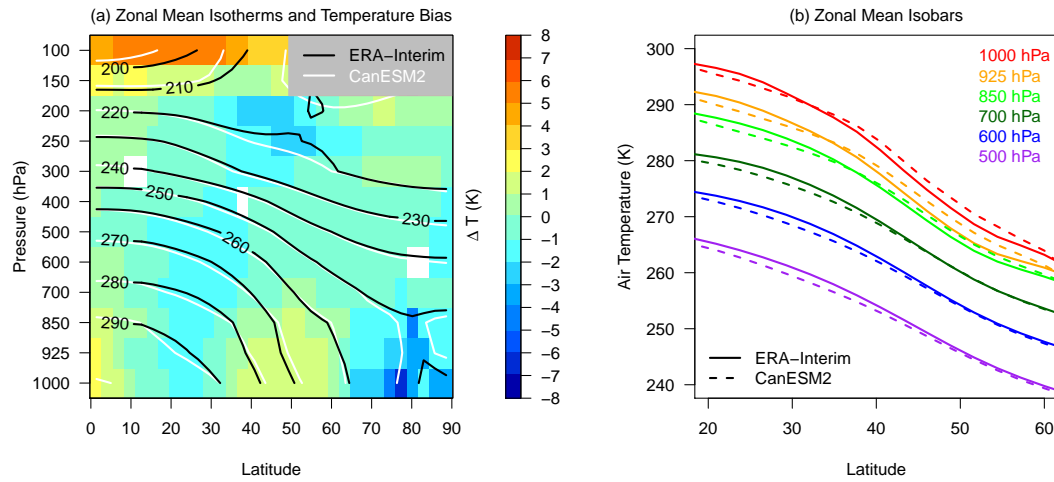 (a) Zonal Mean Isotherms and Temperature Bias
Pressure (hPa)
100
150
200
250
300
400
500
600
700
850
925
1000
200
210
220
240
250
260
270
280
290
230
ERA−Interim
CanESM2
0 10 20 30 40 50 60 70 80 90
Latitude
8
7
6
5
4
3
2
1
0
−1
−2
−3
−4
−5
−6
−7
−8
Δ T (K)
(b) Zonal Mean Isobars
Air Temperature (K)
300
290
280
270
260
250
240
1000 hPa
925 hPa
850 hPa
700 hPa
600 hPa
500 hPa
ERA−Interim
CanESM2
20 30 40 50 60
Latitude